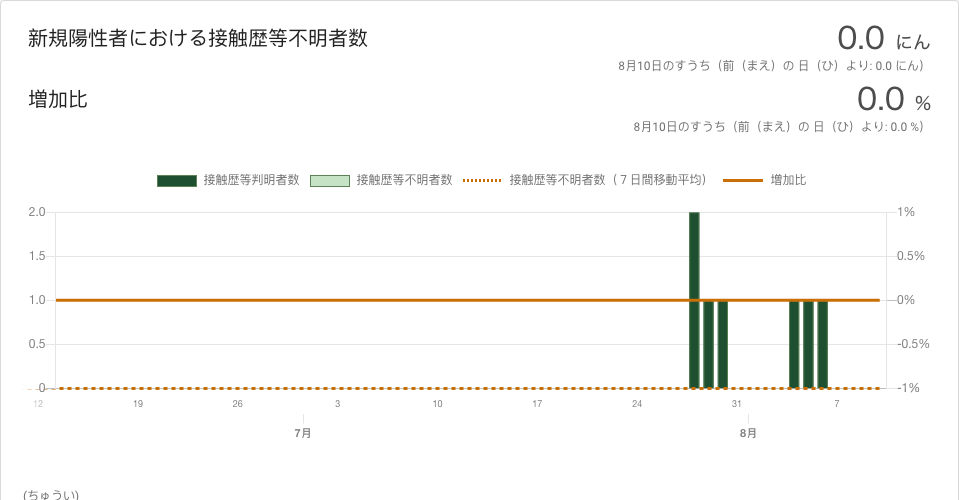 新規陽性者における接触歴等不明者数
0.0 にん
8月10日のすうち（前（まえ）の 日（ひ）より: 0.0 にん）
増加比
0.0 %
8月10日のすうち（前（まえ）の 日（ひ）より: 0.0 %）
接触歴等判明者数 接触歴等不明者数 接触歴等不明者数（７日間移動平均） 増加比
2.0 1%
1.5 0.5%
1.0 0%
0.5 -0.5%
0 -1%
12 19 26 3 10 17 24 31 7
7月 8月
(ちゅうい)